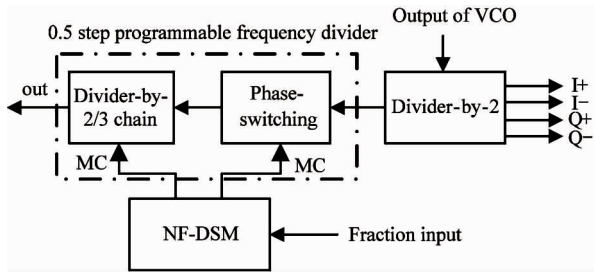 Output of VCO
0.5 step programmable frequency divider
out
Divider-by-
2/3 chain
Phase-
switching
Divider-by-2
I+
I−
Q+
Q−
MC
MC
NF-DSM
Fraction input